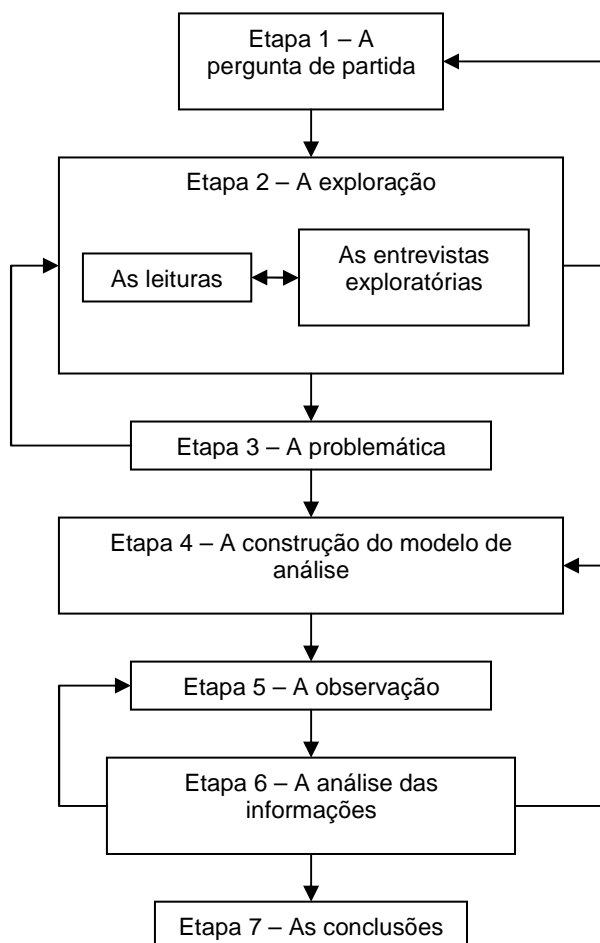 Etapa 1 – A
pergunta de partida
Etapa 2 – A exploração
As leituras
As entrevistas
exploratórias
Etapa 3 – A problemática
Etapa 4 – A construção do modelo de
análise
Etapa 5 – A observação
Etapa 6 – A análise das
informações
Etapa 7 – As conclusões